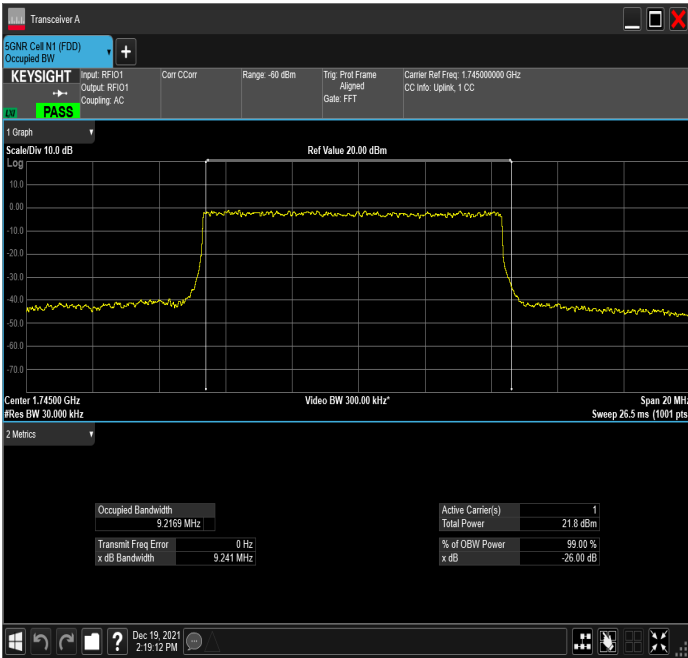 Transceiver A
5GNR Cell N1 (FDD)
Occupied BW
+
KEYSIGHT
Input: RFIO1
Output: RFIO1
Coupling: AC
Corr CCorr
Range: -60 dBm
Trig: Prot Frame
Aligned
Gate: FFT
Carrier Ref Freq: 1.745000000 GHz
CC Info: Uplink, 1 CC
PASS
1 Graph
Scale/Div 10.0 dB
Ref Value 20.00 dBm
Log
10.0
0.00
-10.0
-20.0
-30.0
-40.0
-50.0
-60.0
-70.0
Center 1.74500 GHz
Video BW 300.00 kHz*
Span 20 MHz
#Res BW 30.000 kHz
Sweep 26.5 ms (1001 pts
2 Metrics
Occupied Bandwidth
9.2169 MHz
Transmit Freq Error 0 Hz
x dB Bandwidth 9.241 MHz
Active Carrier(s) 1
Total Power 21.8 dBm
% of OBW Power 99.00 %
x dB -26.00 dB
?
Dec 19, 2021
2:19:12 PM